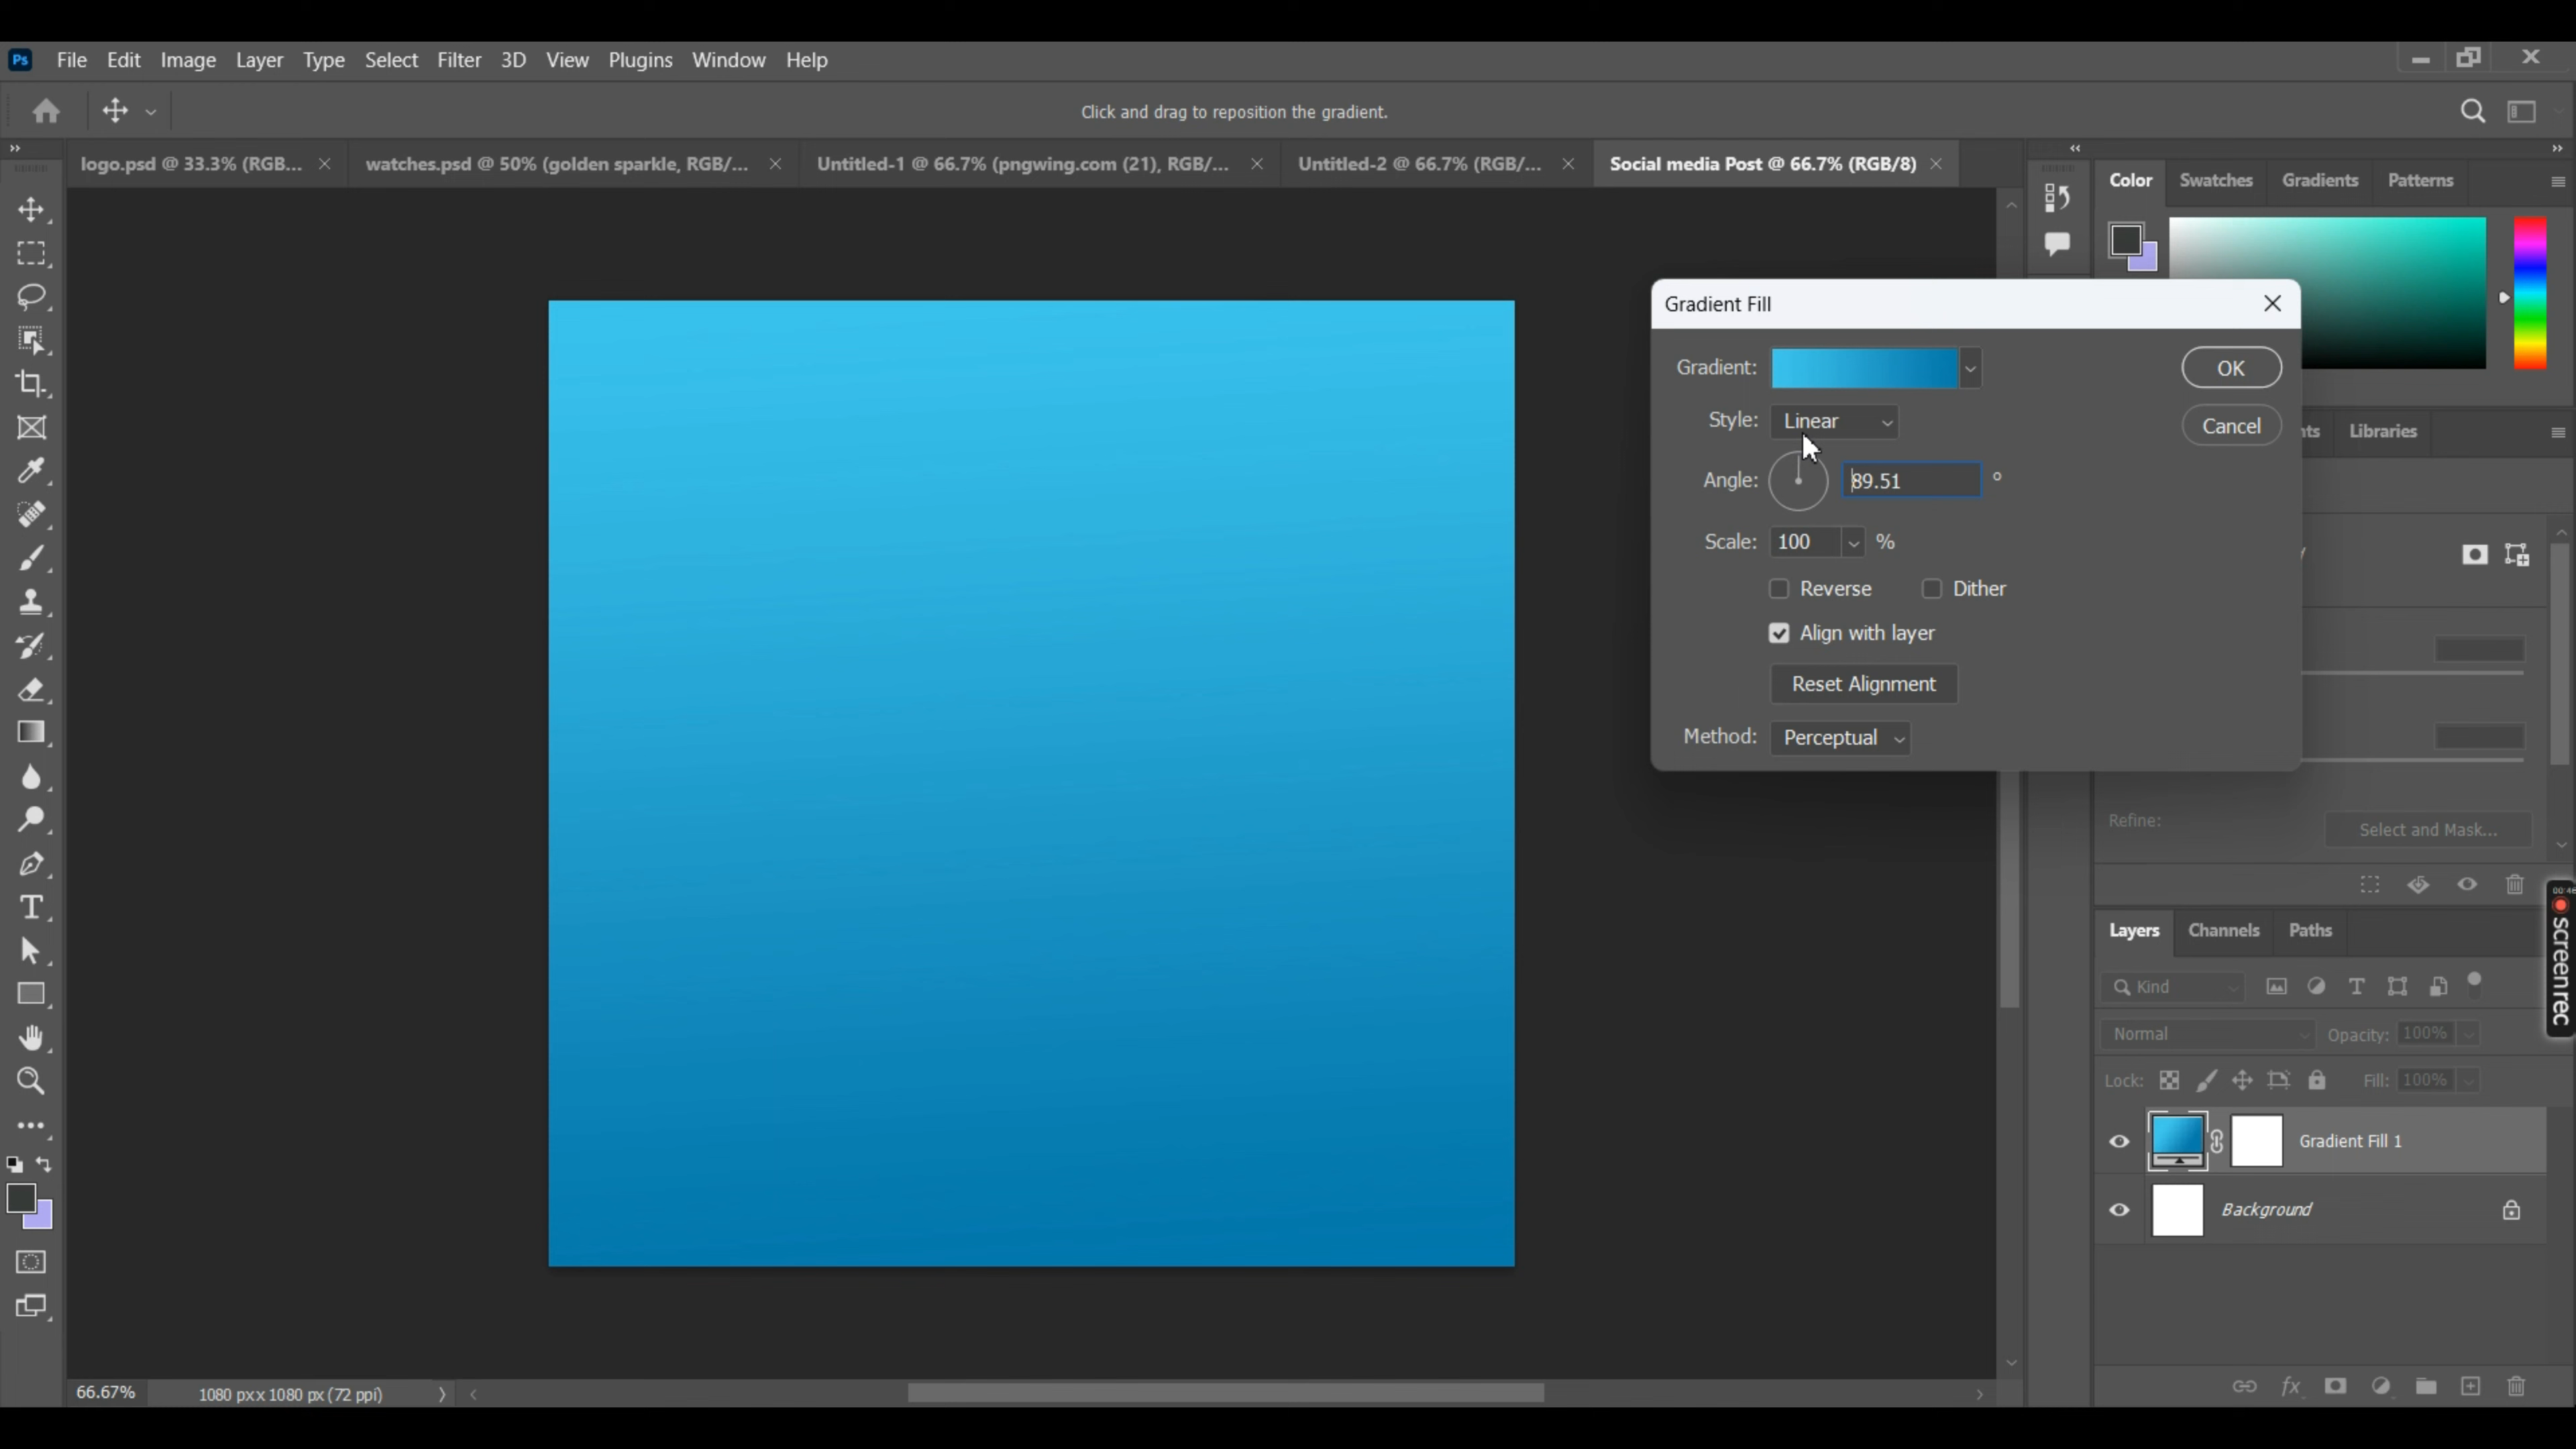 Ps File Edit Image Layer Type Select Filter 3D View Plugins Window Help
Click and drag to reposition the gradient.
logo.psd @ 33.3% (RGB... watches.psd @ 50% (golden sparkle, RGB/... Untitled-1 @ 66.7% (pngwing.com (21), RGB/... Untitled-2 @ 66.7% (RGB/... Social media Post @ 66.7% (RGB/8)
Color Swatches Gradients Patterns
Gradient Fill
Gradient:
OK
Style: Linear
Cancel
nts Libraries
Angle: 89.51 °
Scale: 100 %
Reverse Dither
Align with layer
Reset Alignment
Method: Perceptual
Refine: Select and Mask...
00:46
screenrec
Layers Channels Paths
Kind
Normal Opacity: 100%
Lock: Fill: 100%
Gradient Fill 1
Background
66.67% 1080 px x 1080 px (72 ppi)